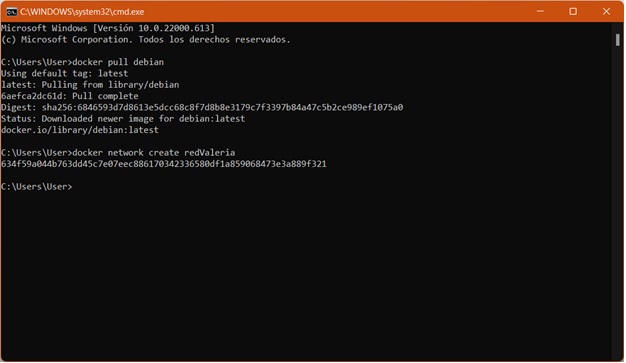 C:\WINDOWS\system32\cmd.exe
Microsoft Windows [Versión 10.0.22000.613]
(c) Microsoft Corporation. Todos los derechos reservados.
C:\Users\User>docker pull debian
Using default tag: latest
latest: Pulling from library/debian
6aefca2dc61d: Pull complete
Digest: sha256:6846593d7d8613e5dcc68c8f7d8b8e3179c7f3397b84a47c5b2ce989ef1075a0
Status: Downloaded newer image for debian:latest
docker.io/library/debian:latest
C:\Users\User>docker network create redValeria
634f59a044b763dd45c7e07eec886170342336580df1a859068473e3a889f321
C:\Users\User>